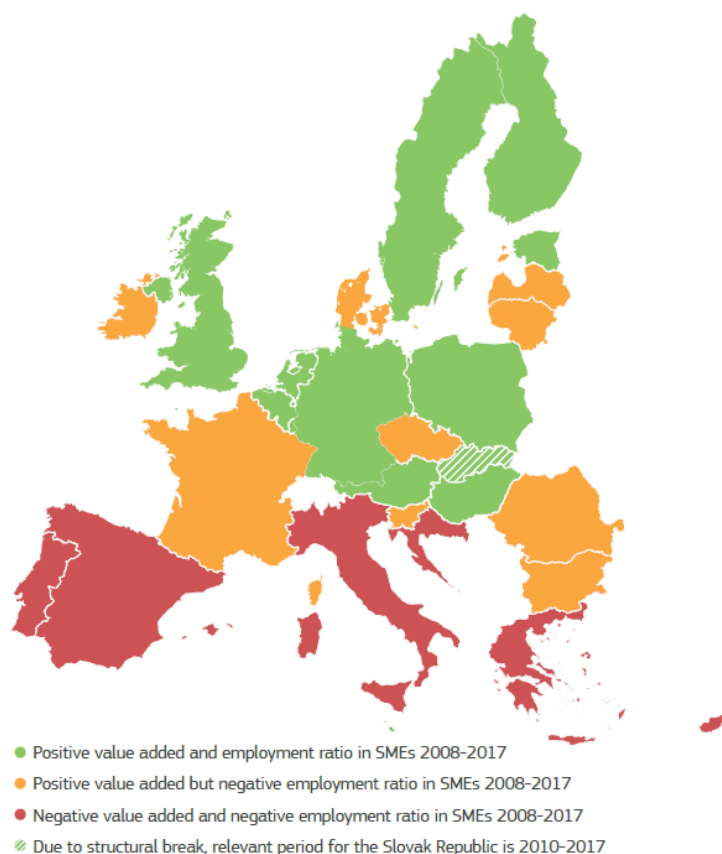 Positive value added and employment ratio in SMEs 2008-2017
Positive value added but negative employment ratio in SMEs 2008-2017
Negative value added and negative employment ratio in SMEs 2008-2017
Due to structural break, relevant period for the Slovak Republic is 2010-2017